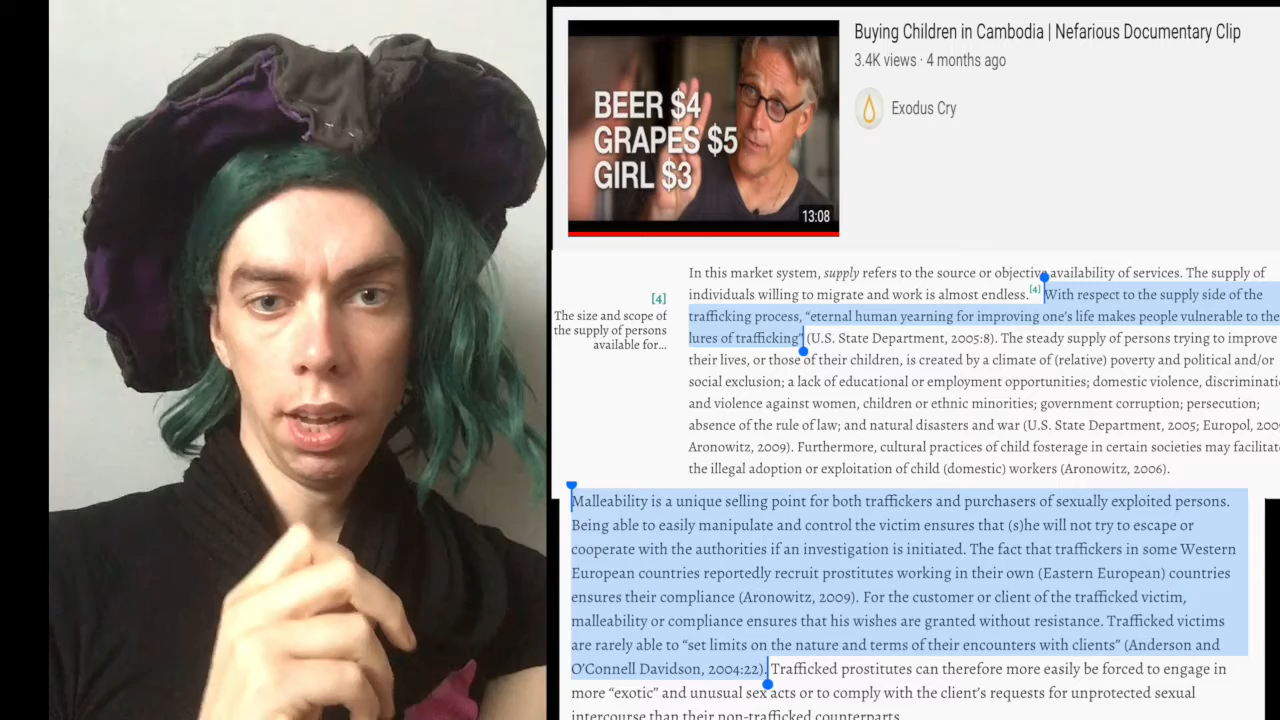 Buying Children in Cambodia | Nefarious Documentary Clip
3.4K views · 4 months ago
Exodus Cry
BEER $4
GRAPES $5
GIRL $3
13:08
[4]
The size and scope of
the supply of persons
available for...
In this market system, supply refers to the source or objective availability of services. The supply of
individuals willing to migrate and work is almost endless.[4] With respect to the supply side of the
trafficking process, “eternal human yearning for improving one’s life makes people vulnerable to the
lures of trafficking” (U.S. State Department, 2005:8). The steady supply of persons trying to improve
their lives, or those of their children, is created by a climate of (relative) poverty and political and/or
social exclusion; a lack of educational or employment opportunities; domestic violence, discriminati
and violence against women, children or ethnic minorities; government corruption; persecution;
absence of the rule of law; and natural disasters and war (U.S. State Department, 2005; Europol, 200
Aronowitz, 2009). Furthermore, cultural practices of child fosterage in certain societies may facilitat
the illegal adoption or exploitation of child (domestic) workers (Aronowitz, 2006).
Malleability is a unique selling point for both traffickers and purchasers of sexually exploited persons.
Being able to easily manipulate and control the victim ensures that (s)he will not try to escape or
cooperate with the authorities if an investigation is initiated. The fact that traffickers in some Western
European countries reportedly recruit prostitutes working in their own (Eastern European) countries
ensures their compliance (Aronowitz, 2009). For the customer or client of the trafficked victim,
malleability or compliance ensures that his wishes are granted without resistance. Trafficked victims
are rarely able to “set limits on the nature and terms of their encounters with clients” (Anderson and
O’Connell Davidson, 2004:22). Trafficked prostitutes can therefore more easily be forced to engage in
more “exotic” and unusual sex acts or to comply with the client’s requests for unprotected sexual
intercourse than their non-trafficked counterparts.